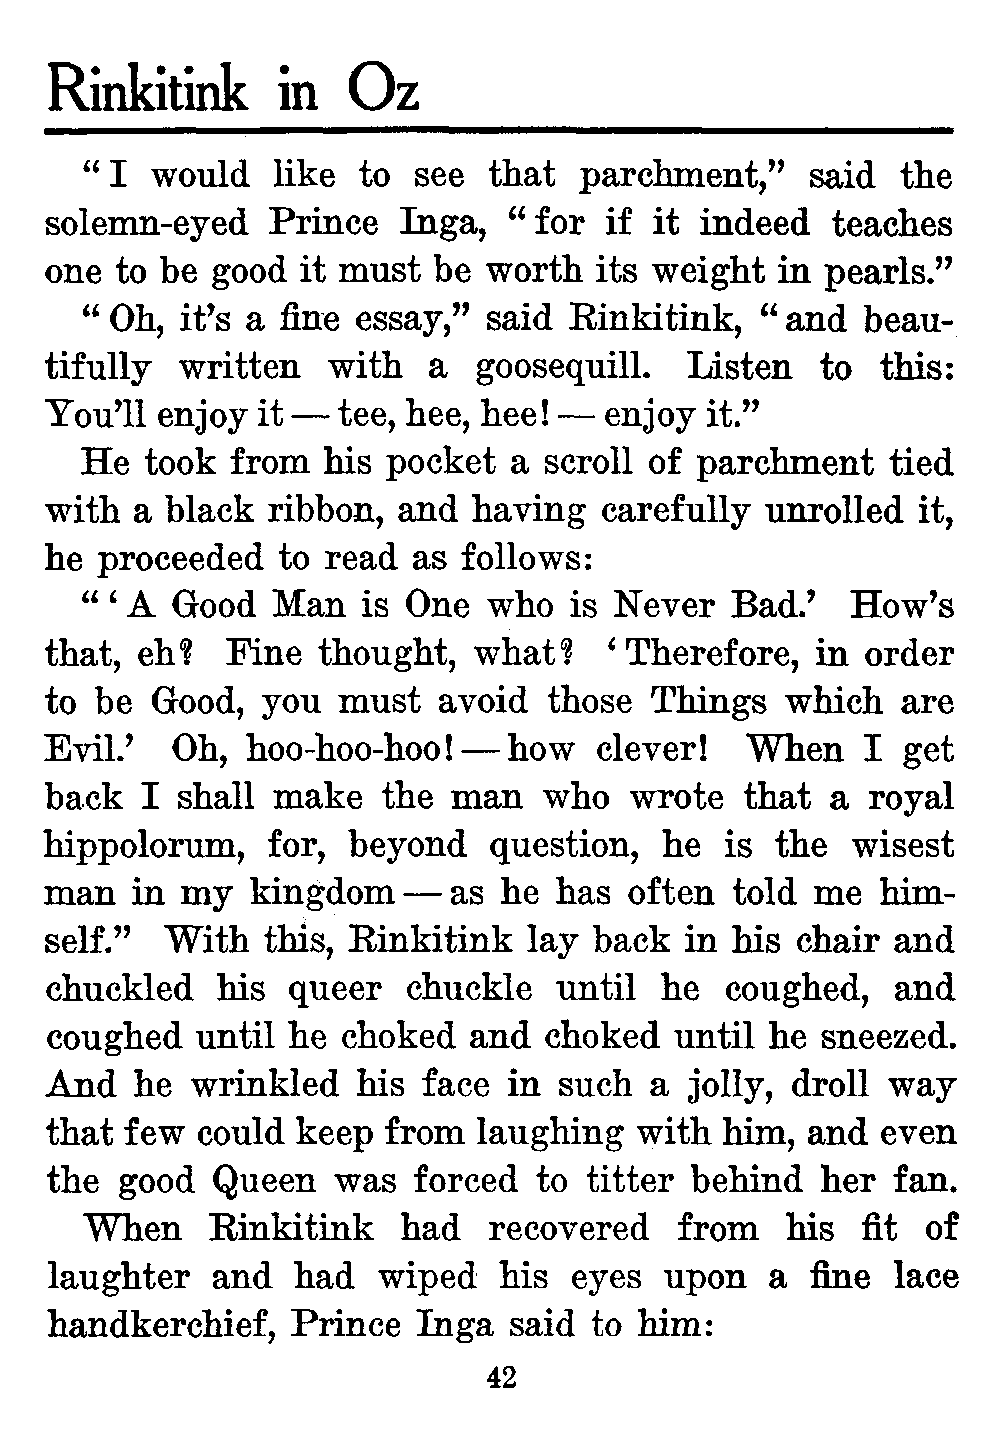 Rinkitink in Oz
“I would like to see that parchment,” said the
solemn-eyed Prince Inga, “for if it indeed teaches
one to be good it must be worth its weight in pearls.”
“Oh, it’s a fine essay,” said Rinkitink, “and beau-
tifully written with a goosequill. Listen to this:
You’ll enjoy it — tee, hee, hee! — enjoy it.”
He took from his pocket a scroll of parchment tied
with a black ribbon, and having carefully unrolled it,
he proceeded to read as follows:
“‘A Good Man is One who is Never Bad.’ How’s
that, eh? Fine thought, what? ‘Therefore, in order
to be Good, you must avoid those Things which are
Evil.’ Oh, hoo-hoo-hoo! — how clever! When I get
back I shall make the man who wrote that a royal
hippolorum, for, beyond question, he is the wisest
man in my kingdom — as he has often told me him-
self.” With this, Rinkitink lay back in his chair and
chuckled his queer chuckle until he coughed, and
coughed until he choked and choked until he sneezed.
And he wrinkled his face in such a jolly, droll way
that few could keep from laughing with him, and even
the good Queen was forced to titter behind her fan.
When Rinkitink had recovered from his fit of
laughter and had wiped his eyes upon a fine lace
handkerchief, Prince Inga said to him:
42